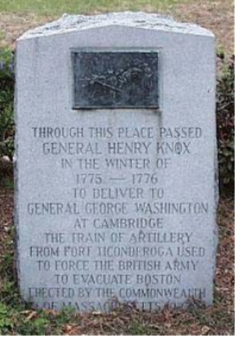 THROUGH THIS PLACE PASSED
GENERAL HENRY KNOX
IN THE WINTER OF
1775 — 1776
TO DELIVER TO
GENERAL GEORGE WASHINGTON
AT CAMBRIDGE
THE TRAIN OF ARTILLERY
FROM FORT TICONDEROGA USED
TO FORCE THE BRITISH ARMY
TO EVACUATE BOSTON
ERECTED BY THE COMMONWEALTH
OF MASSACHUSETTS